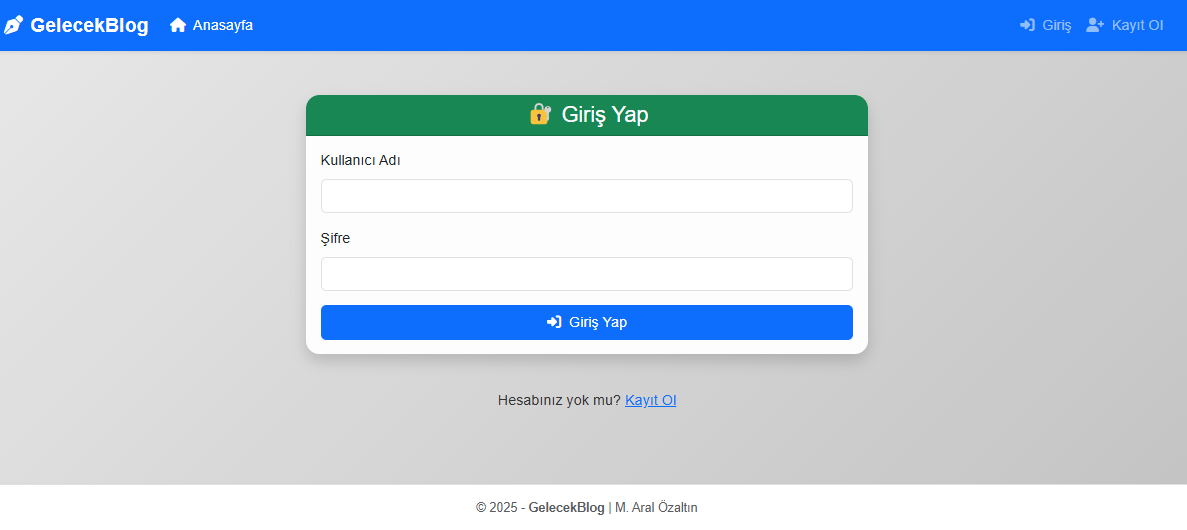 GelecekBlog Anasayfa Giriş Kayıt Ol
Giriş Yap
Kullanıcı Adı
Şifre
Giriş Yap
Hesabınız yok mu? Kayıt Ol
© 2025 - GelecekBlog | M. Aral Özaltın